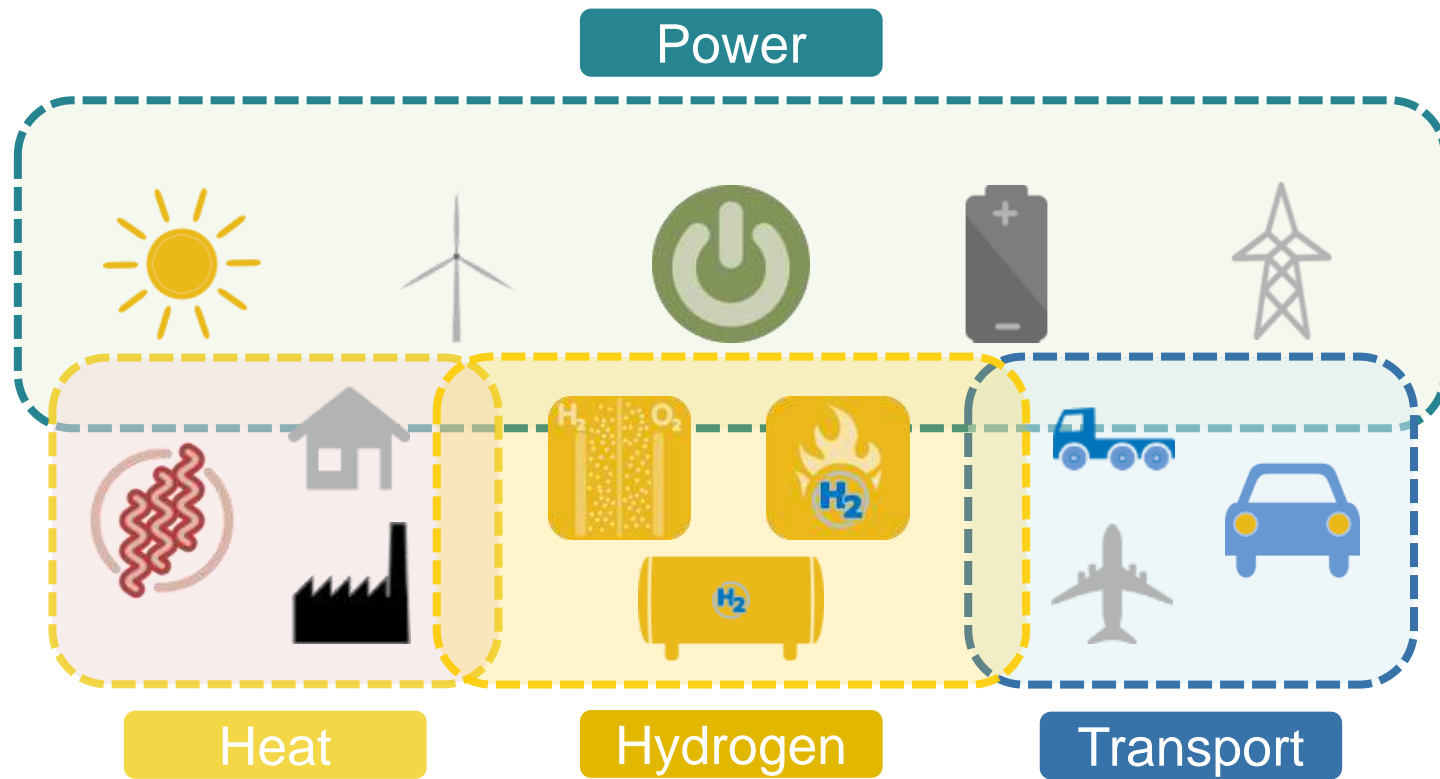 Power
H₂ O₂
H₂
H₂
Heat
Hydrogen
Transport